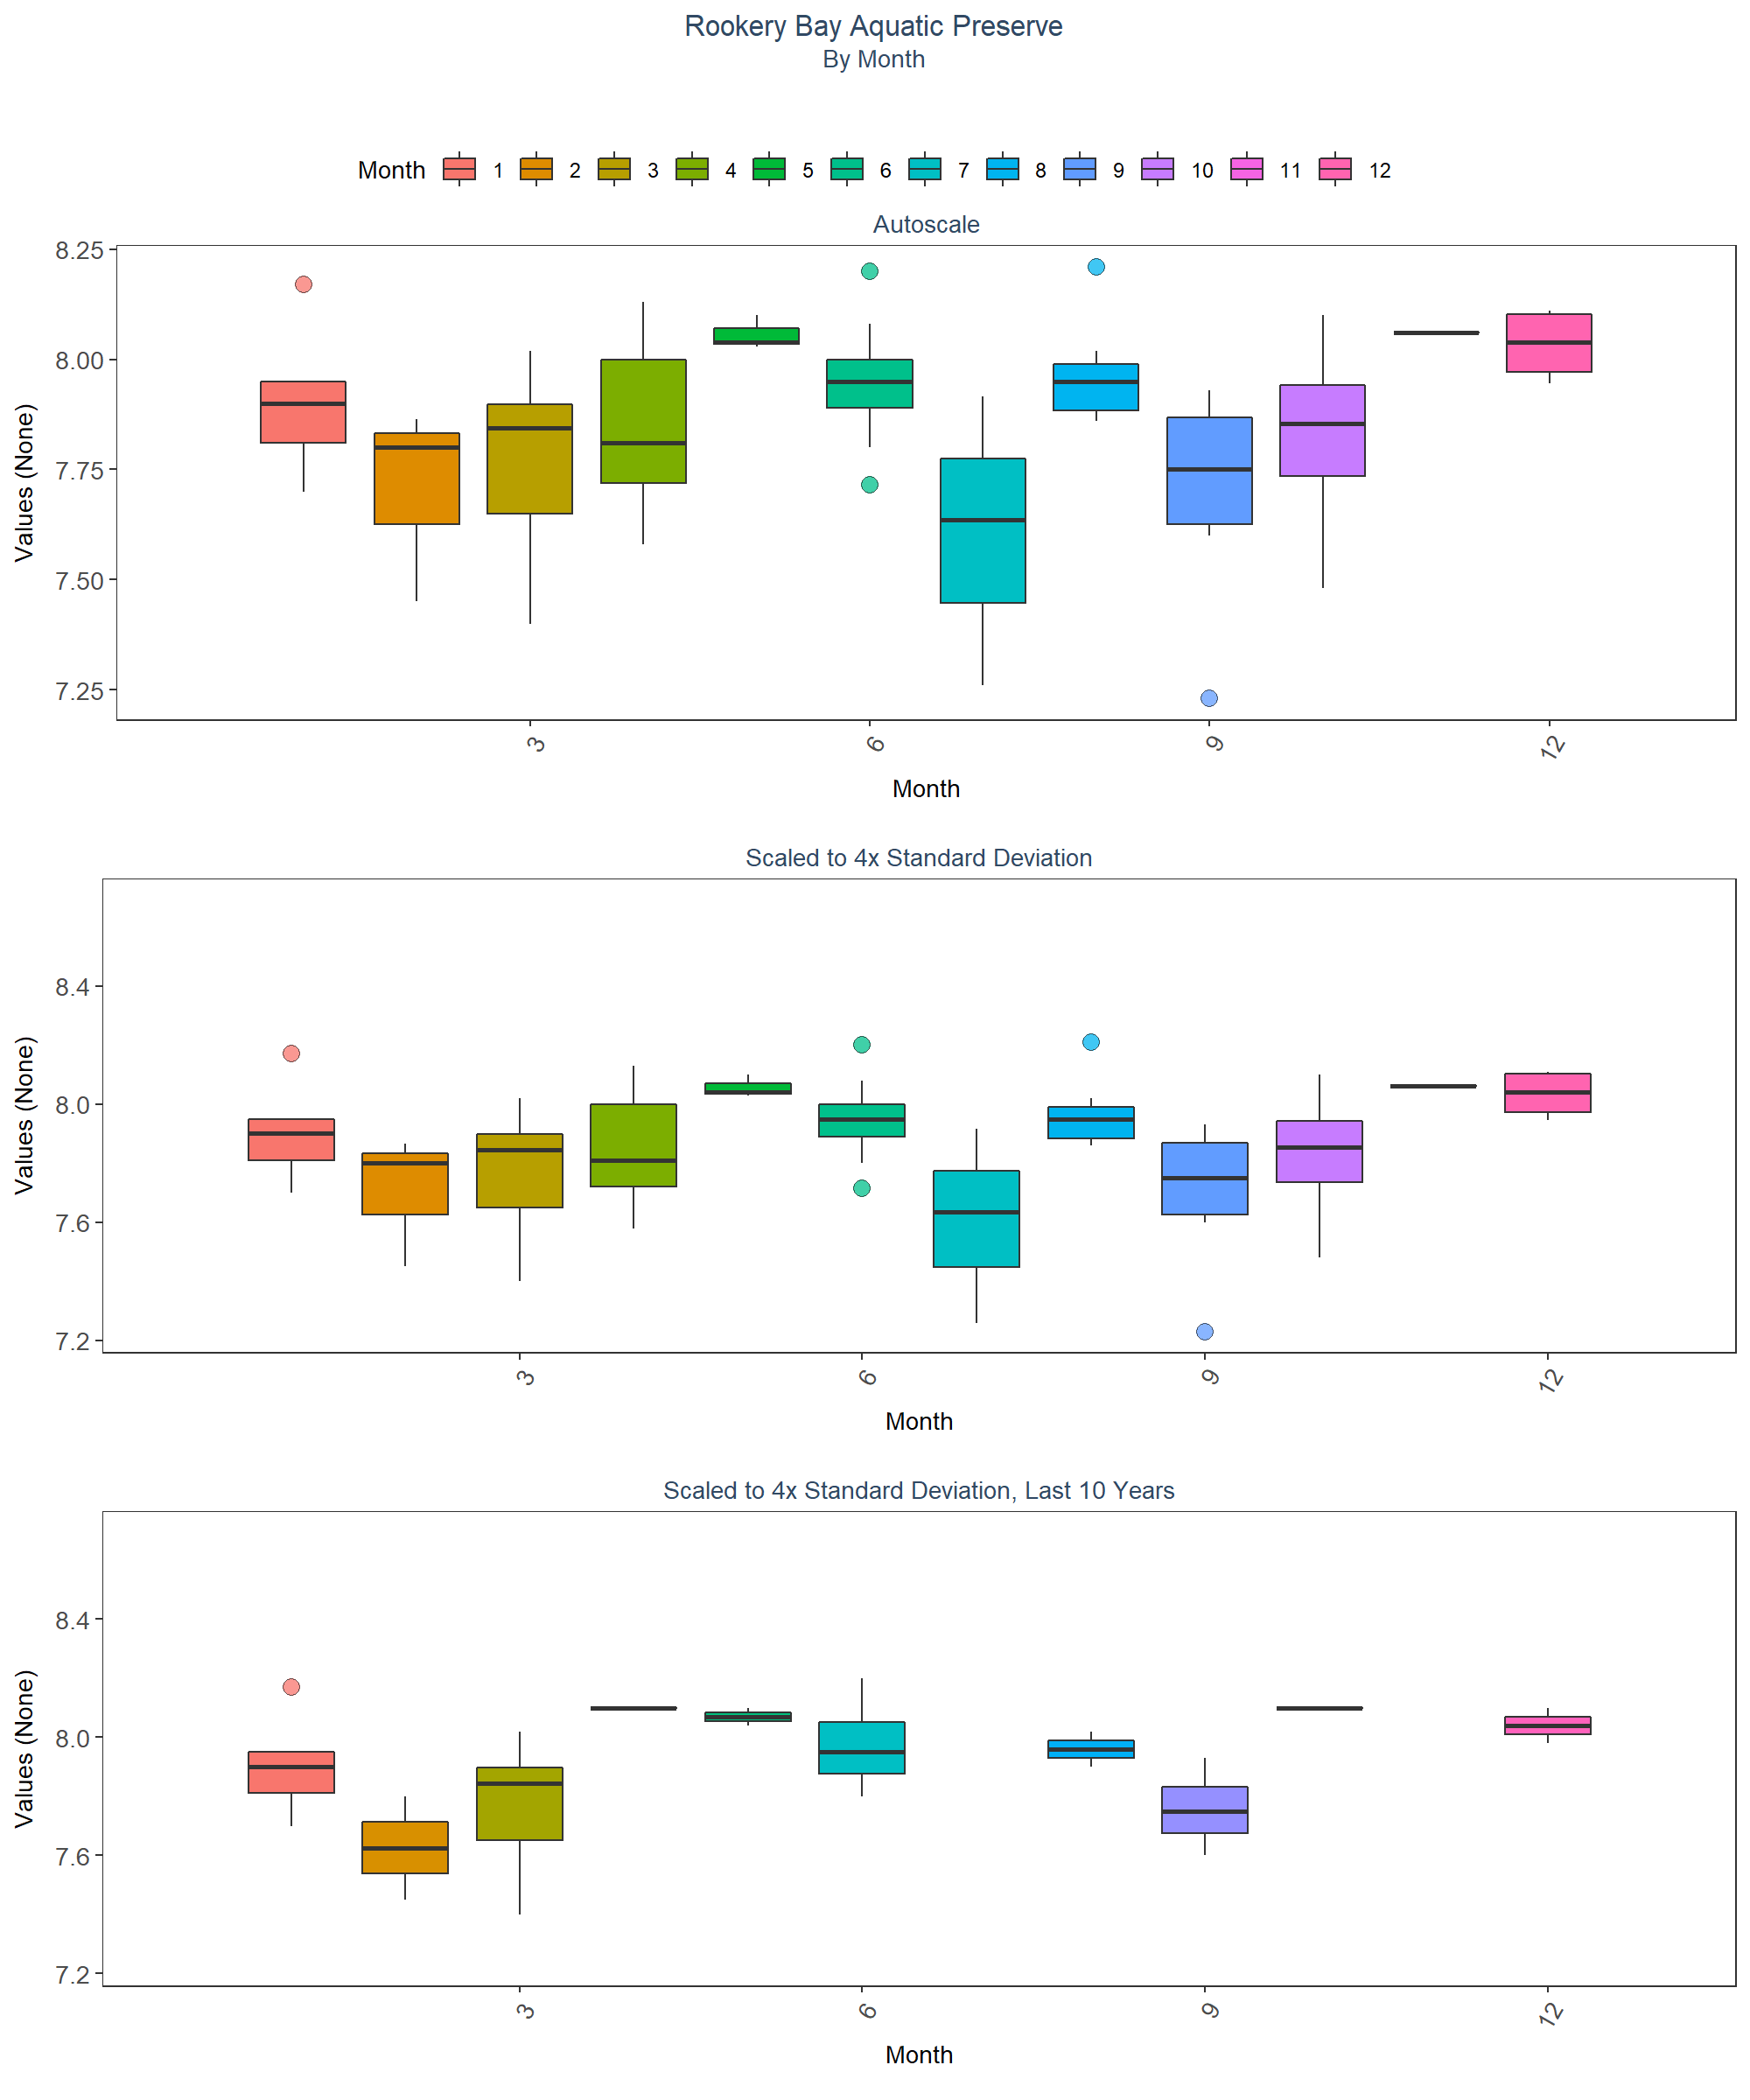 Rookery Bay Aquatic Preserve
By Month
Month 1 2 3 4 5 6 7 8 9 10 11 12
Autoscale
8.25
8.00
7.75
7.50
7.25
Values (None)
3 6 9 12
Month
Scaled to 4x Standard Deviation
8.4
8.0
7.6
7.2
Values (None)
3 6 9 12
Month
Scaled to 4x Standard Deviation, Last 10 Years
8.4
8.0
7.6
7.2
Values (None)
3 6 9 12
Month